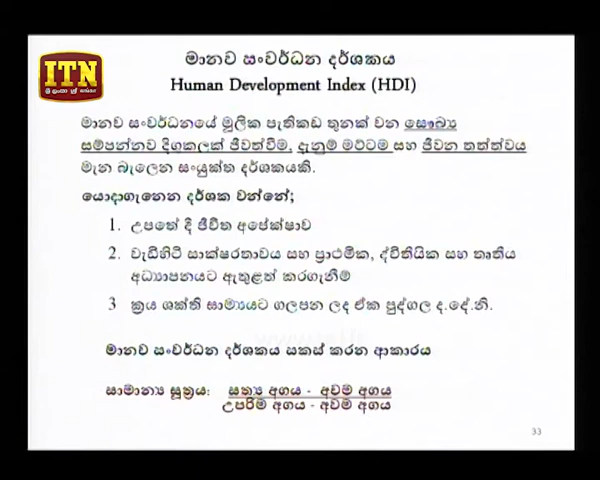 ITN
ශ්‍රී ලංකා ප්‍රථමයා
මානව සංවර්ධන දර්ශකය
Human Development Index (HDI)
මානව සංවර්ධනයේ මූලික පැතිකඩ තුනක් වන සෞඛ්‍ය
සම්පන්නව දිගුකලක් ජීවත්වීම, දැනුම් මට්ටම සහ ජීවන තත්ත්වය
මැන බැලෙන සංයුක්ත දර්ශකයකි.
යොදාගැනෙන දර්ශක වන්නේ;
1. උපතේ දී ජීවිත අපේක්ෂාව
2. වැඩිහිටි සාක්ෂරතාවය සහ ප්‍රාථමික, ද්විතියික සහ තෘතීය
අධ්‍යාපනයට ඇතුළත් කරගැනීම්
3 ක්‍රය ශක්ති සාම්‍යයට ගලපන ලද ඒක පුද්ගල ද.දේ.නි.
මානව සංවර්ධන දර්ශකය සකස් කරන ආකාරය
සාමාන්‍ය සූත්‍රය: සත්‍ය අගය - අවම අගය
උපරිම අගය - අවම අගය
33